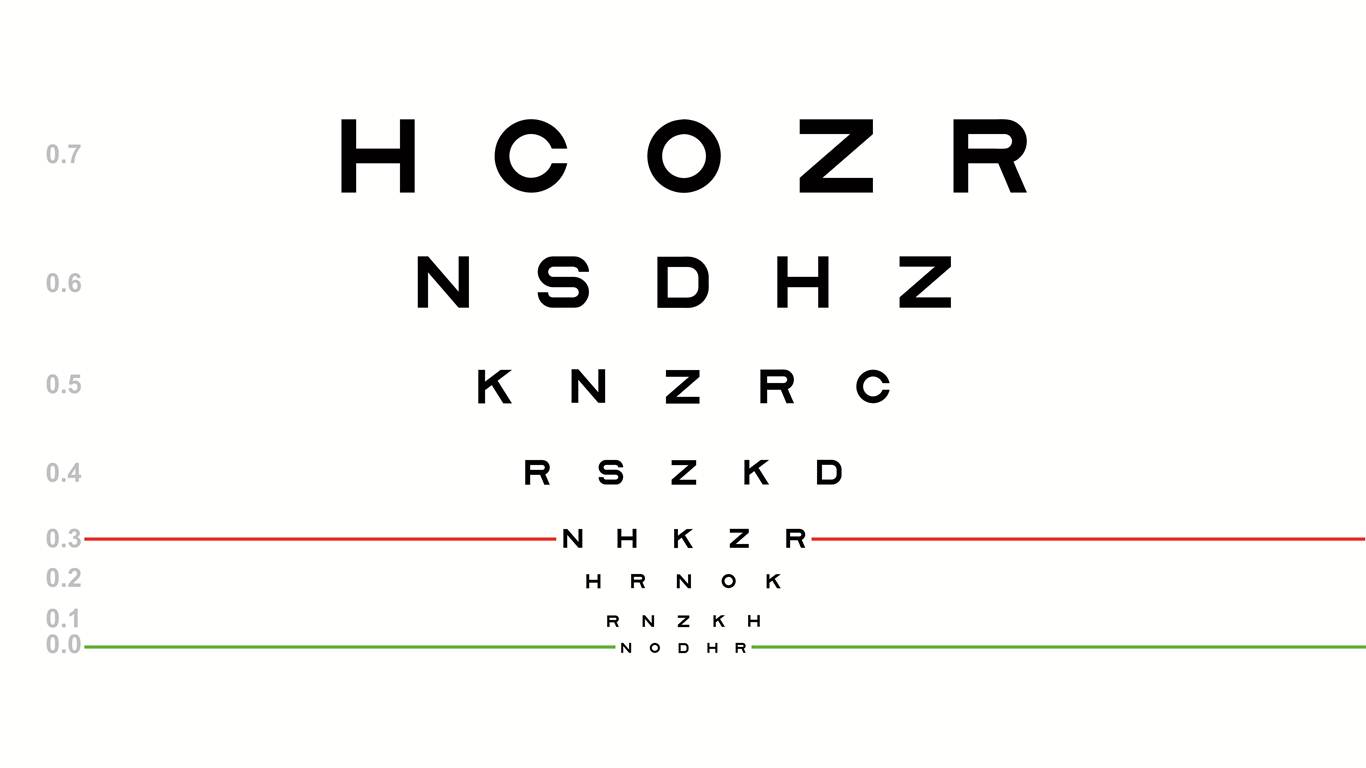 0.7 H C O Z R
0.6 N S D H Z
0.5 K N Z R C
0.4 R S Z K D
0.3 N H K Z R
0.2 H R N O K
0.1 R N Z K H
0.0 N O D H R